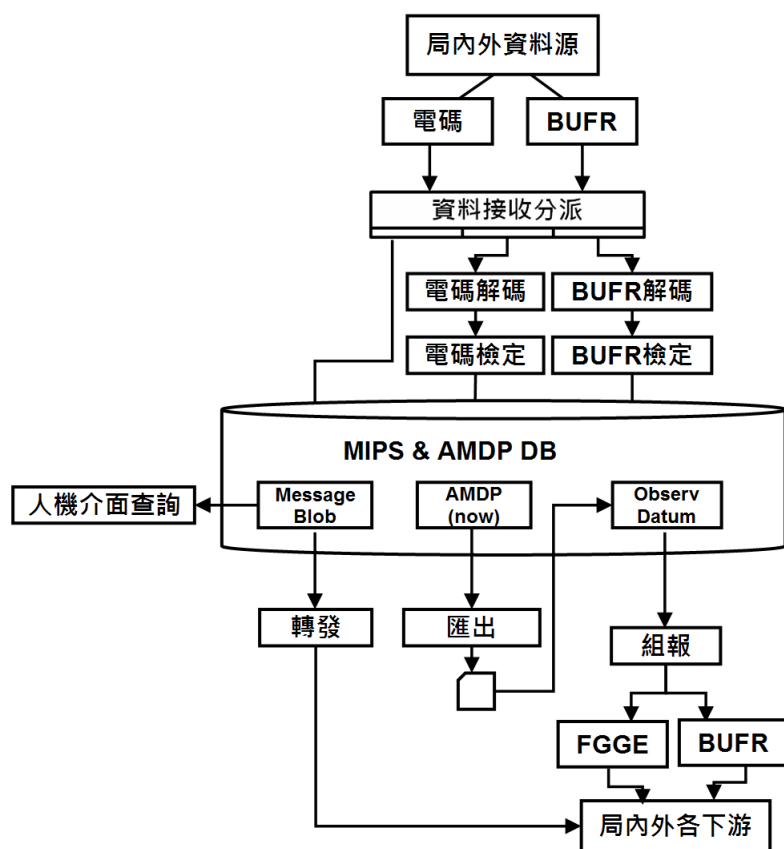 局內外資料源
電碼
BUFR
資料接收分派
電碼解碼
BUFR解碼
電碼檢定
BUFR檢定
MIPS & AMDP DB
人機介面查詢
Message
Blob
AMDP
(now)
Observ
Datum
轉發
匯出
組報
FGGE
BUFR
局內外各下游